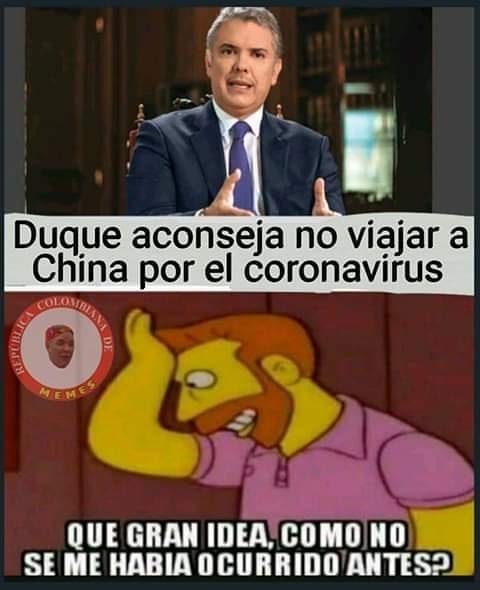 Duque aconseja no viajar a
China por el coronavirus
REPÚBLICA COLOMBIANA DE
MEMES
QUE GRAN IDEA, COMO NO
SE ME HABIA OCURRIDO ANTES?